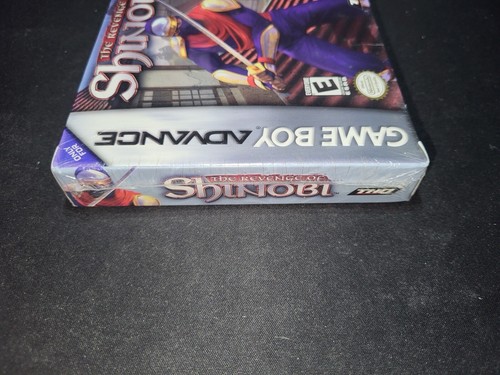 THE REVENGE OF
SHINOBI
E
GAME BOY ADVANCE
ONLY
FOR
THE REVENGE OF
SHINOBI
THQ